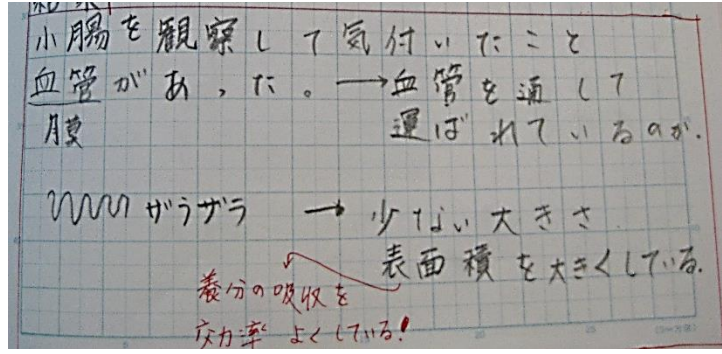 小腸を観察して気付いたこと
血管があった。→血管を通して
膜 運ばれているのか.
ザラザラ → 少ない大きさ
表面積を大きくしている.
養分の吸収を
効率よくしている!